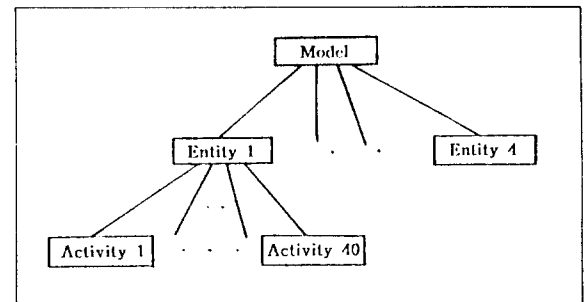 Model
Entity 1 . . Entity 4
. .
Activity 1 . . . Activity 40